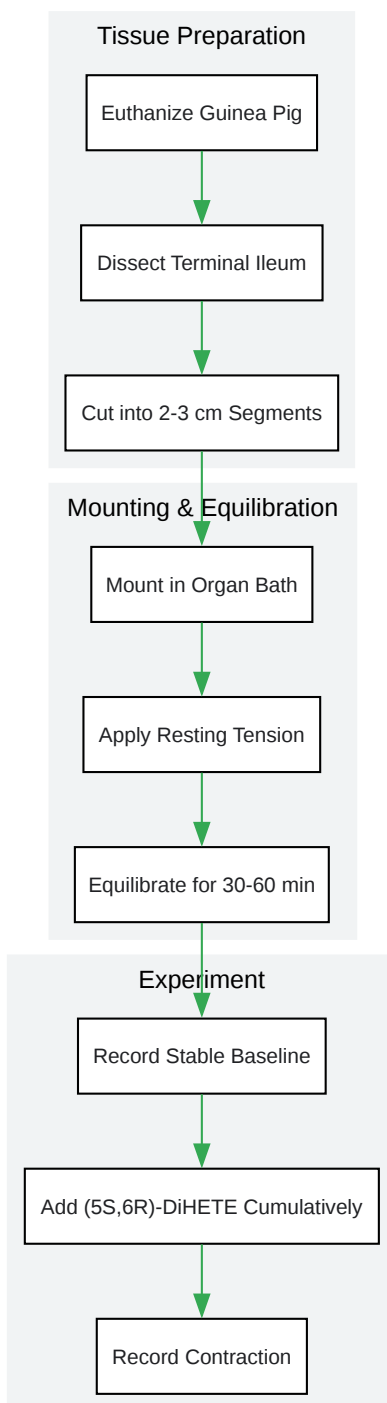 Tissue Preparation
Euthanize Guinea Pig
Dissect Terminal Ileum
Cut into 2-3 cm Segments
Mounting & Equilibration
Mount in Organ Bath
Apply Resting Tension
Equilibrate for 30-60 min
Experiment
Record Stable Baseline
Add (5S,6R)-DiHETE Cumulatively
Record Contraction